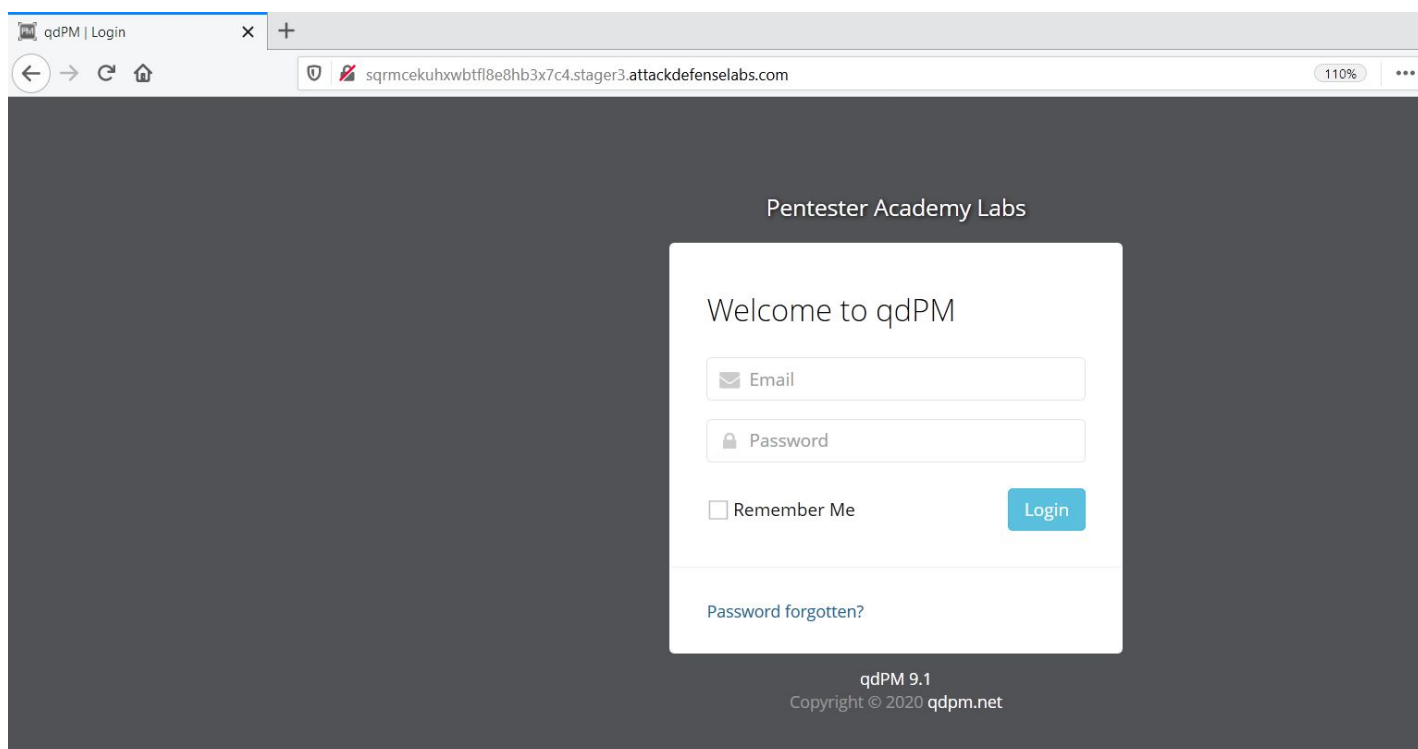 qdPM | Login
sqrmcekuhxwbtfl8e8hb3x7c4.stager3.attackdefenselabs.com
110%
Pentester Academy Labs
Welcome to qdPM
Email
Password
Remember Me
Login
Password forgotten?
qdPM 9.1
Copyright © 2020 qdpm.net